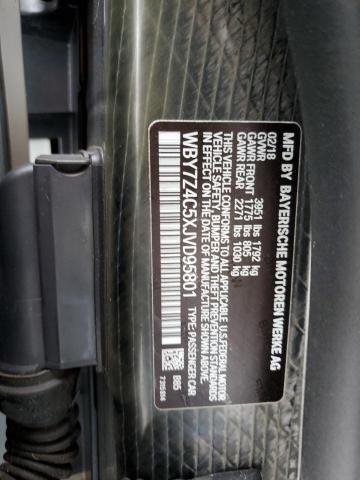 MFD BY BAYERISCHE MOTOREN WERKE AG
02/18
GVWR 3951 lbs 1792 kg
GAWR FRONT 1775 lbs 805 kg
GAWR REAR 2271 lbs 1030 kg
THIS VEHICLE CONFORMS TO ALL APPLICABLE U.S. FEDERAL MOTOR
VEHICLE SAFETY, BUMPER AND THEFT PREVENTION STANDARDS
IN EFFECT ON THE DATE OF MANUFACTURE SHOWN ABOVE.
WBY7Z4C5XJVD95801 TYPE: PASSENGER CAR
B85